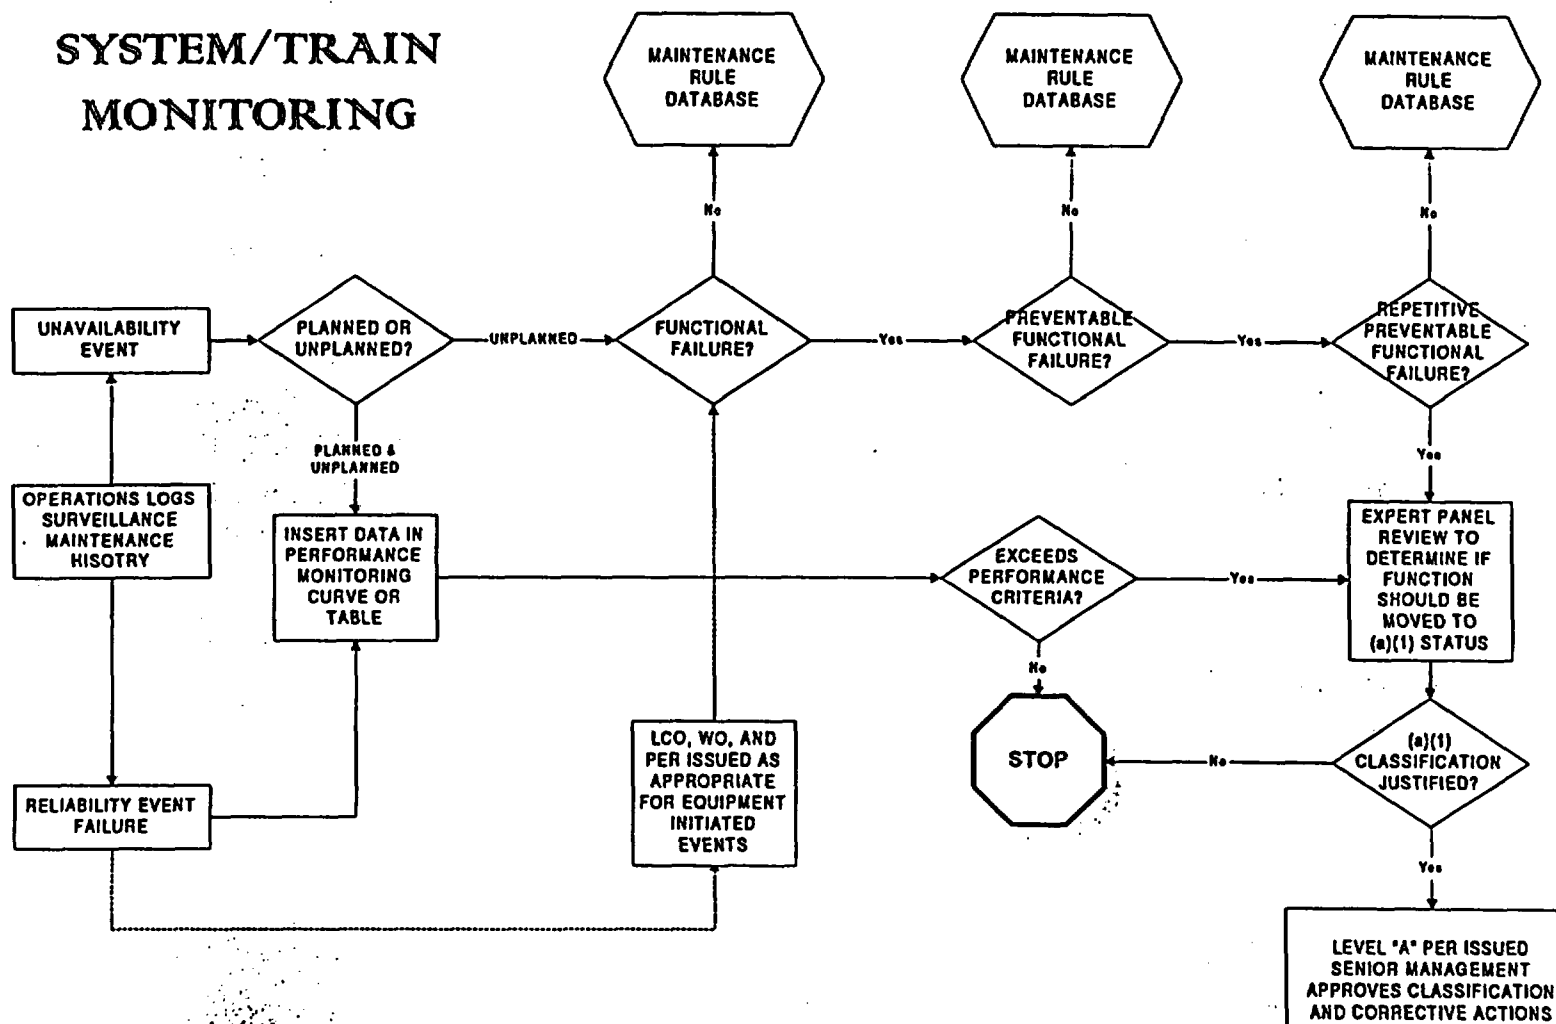 SYSTEM/TRAIN
MONITORING
MAINTENANCE
RULE
DATABASE
MAINTENANCE
RULE
DATABASE
MAINTENANCE
RULE
DATABASE
No
No
No
UNAVAILABILITY
EVENT
PLANNED OR
UNPLANNED?
UNPLANNED
FUNCTIONAL
FAILURE?
Yes
PREVENTABLE
FUNCTIONAL
FAILURE?
Yes
REPETITIVE
PREVENTABLE
FUNCTIONAL
FAILURE?
PLANNED &
UNPLANNED
Yes
OPERATIONS LOGS
SURVEILLANCE
MAINTENANCE
HISOTRY
INSERT DATA IN
PERFORMANCE
MONITORING
CURVE OR
TABLE
EXCEEDS
PERFORMANCE
CRITERIA?
Yes
EXPERT PANEL
REVIEW TO
DETERMINE IF
FUNCTION
SHOULD BE
MOVED TO
(a)(1) STATUS
No
RELIABILITY EVENT
FAILURE
LCO, WO, AND
PER ISSUED AS
APPROPRIATE
FOR EQUIPMENT
INITIATED
EVENTS
STOP
No
(a)(1)
CLASSIFICATION
JUSTIFIED?
Yes
LEVEL "A" PER ISSUED
SENIOR MANAGEMENT
APPROVES CLASSIFICATION
AND CORRECTIVE ACTIONS